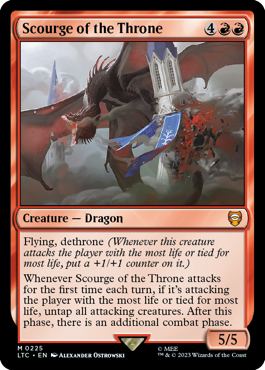 Scourge of the Throne 4
Creature — Dragon
Flying, dethrone (Whenever this creature
attacks the player with the most life or tied for
most life, put a +1/+1 counter on it.)
Whenever Scourge of the Throne attacks
for the first time each turn, if it's attacking
the player with the most life or tied for most
life, untap all attacking creatures. After this
phase, there is an additional combat phase.
5/5
M 0225
LTC • EN Alexander Ostrowski
© MEE
™ & © 2023 Wizards of the Coast